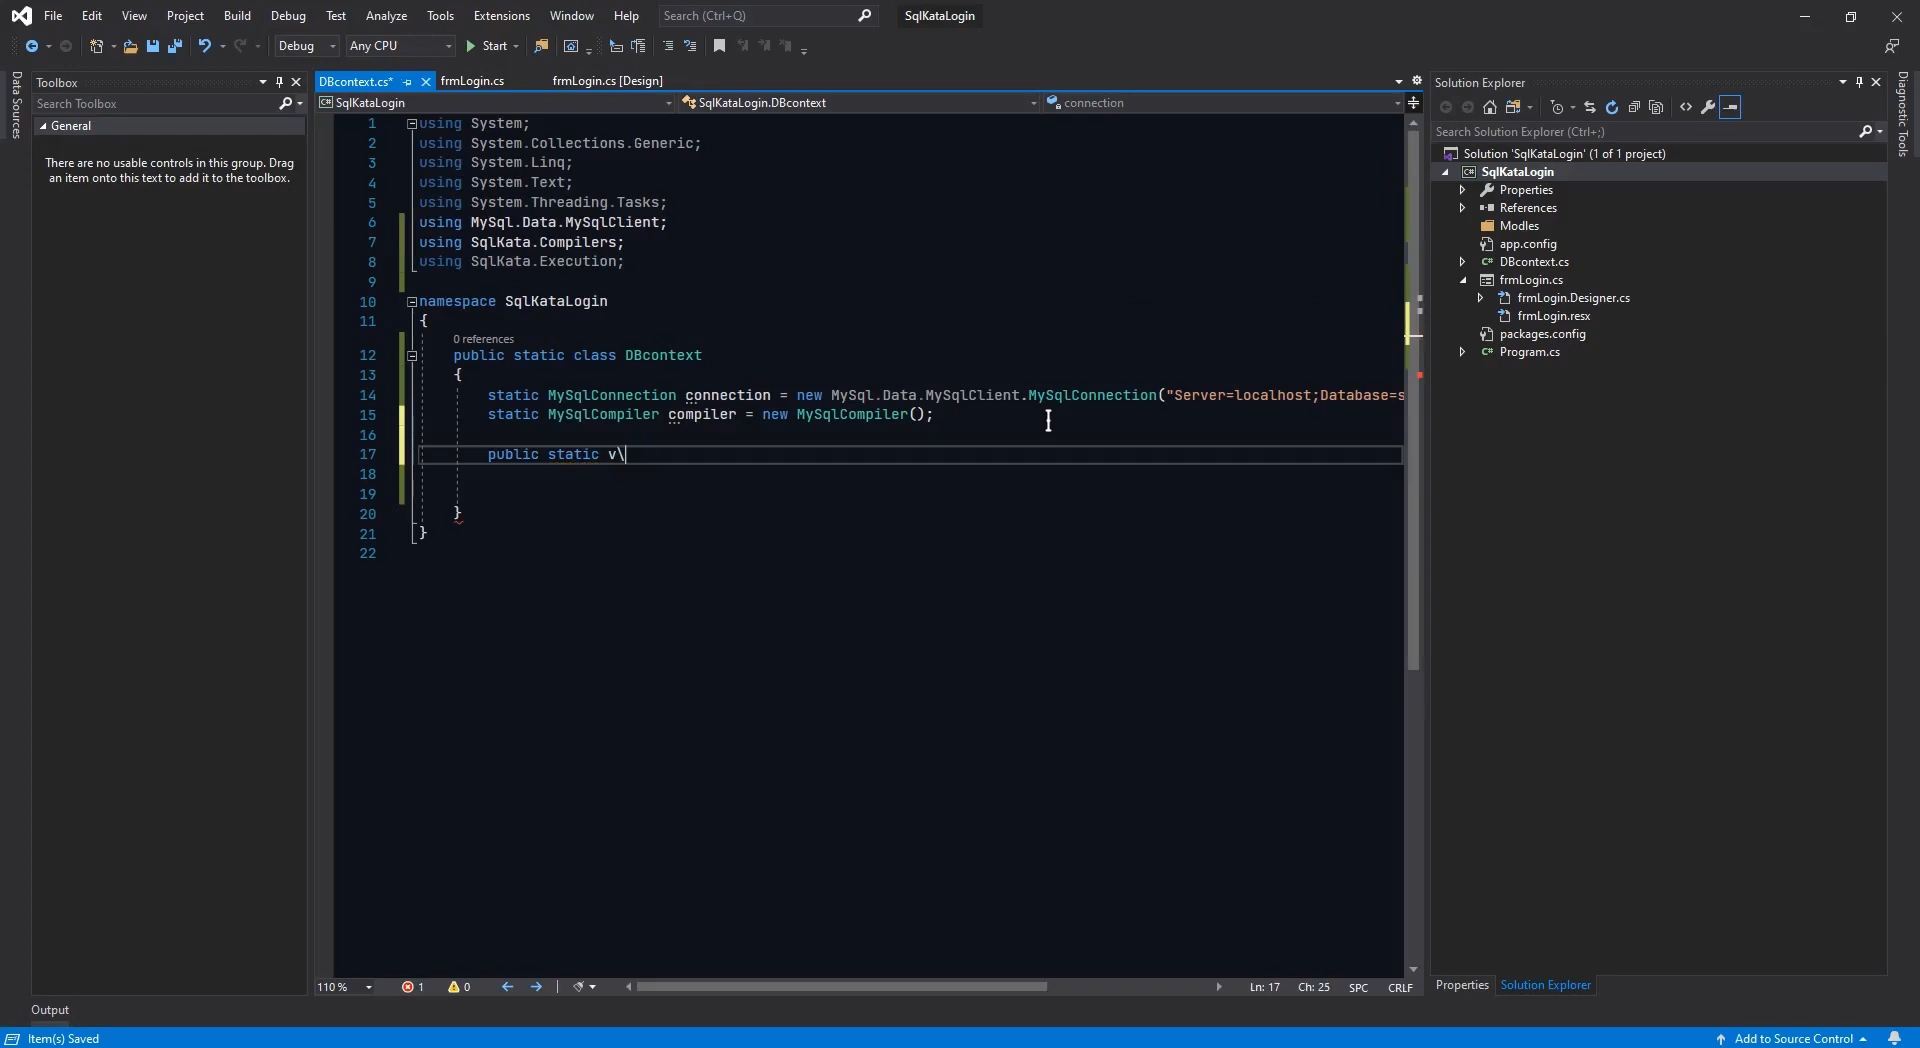 File Edit View Project Build Debug Test Analyze Tools Extensions Window Help Search (Ctrl+Q) SqlKataLogin
Debug Any CPU Start
Data Sources
Toolbox
Search Toolbox
General
There are no usable controls in this group. Drag
an item onto this text to add it to the toolbox.
DBcontext.cs* frmLogin.cs frmLogin.cs [Design]
SqlKataLogin SqlKataLogin.DBcontext connection
1 using System;
2 using System.Collections.Generic;
3 using System.Linq;
4 using System.Text;
5 using System.Threading.Tasks;
6 using MySql.Data.MySqlClient;
7 using SqlKata.Compilers;
8 using SqlKata.Execution;
9
10 namespace SqlKataLogin
11 {
0 references
12 public static class DBcontext
13 {
14 static MySqlConnection connection = new MySql.Data.MySqlClient.MySqlConnection("Server=localhost;Database=s
15 static MySqlCompiler compiler = new MySqlCompiler();
16
17 public static v\
18
19
20 }
21 }
22
110 % 1 0 Ln: 17 Ch: 25 SPC CRLF
Solution Explorer
Search Solution Explorer (Ctrl+;)
Solution 'SqlKataLogin' (1 of 1 project)
SqlKataLogin
Properties
References
Modles
app.config
DBcontext.cs
frmLogin.cs
frmLogin.Designer.cs
frmLogin.resx
packages.config
Program.cs
Properties Solution Explorer
Diagnostic Tools
Output
Item(s) Saved Add to Source Control